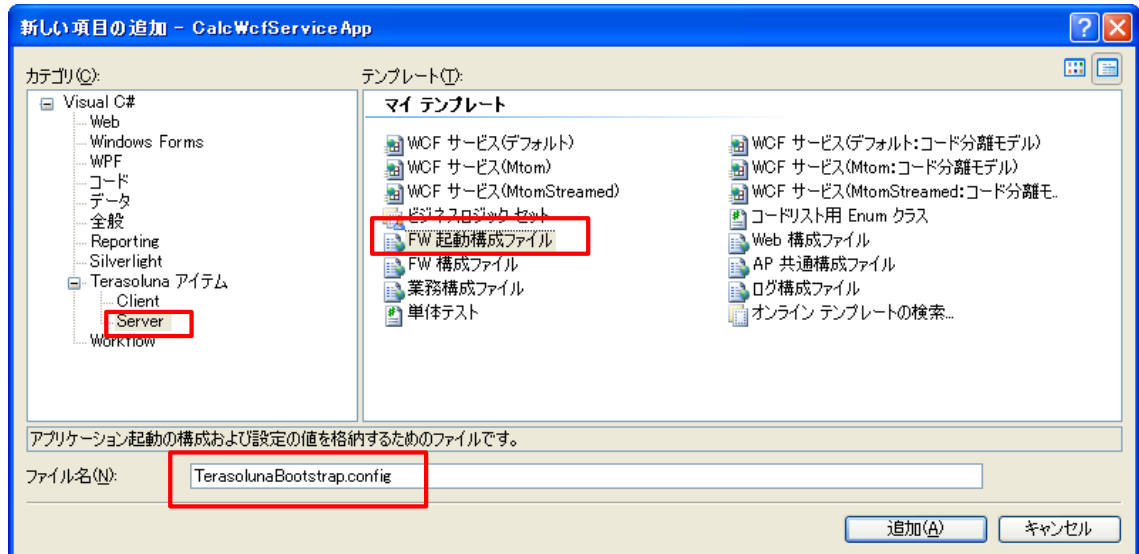 新しい項目の追加 - CalcWcfServiceApp
カテゴリ(C):
テンプレート(T):
Visual C#
Web
Windows Forms
WPF
コード
データ
全般
Reporting
Silverlight
Terasoluna アイテム
Client
Server
Workflow
マイ テンプレート
WCF サービス(デフォルト)
WCF サービス(デフォルト:コード分離モデル)
WCF サービス(Mtom)
WCF サービス(Mtom:コード分離モデル)
WCF サービス(MtomStreamed)
WCF サービス(MtomStreamed:コード分離モ...
ビジネスロジック セット
コードリスト用 Enum クラス
FW 起動構成ファイル
Web 構成ファイル
FW 構成ファイル
AP 共通構成ファイル
業務構成ファイル
ログ構成ファイル
単体テスト
オンライン テンプレートの検索...
アプリケーション起動の構成および設定の値を格納するためのファイルです。
ファイル名(N):
TerasolunaBootstrap.config
追加(A)
キャンセル